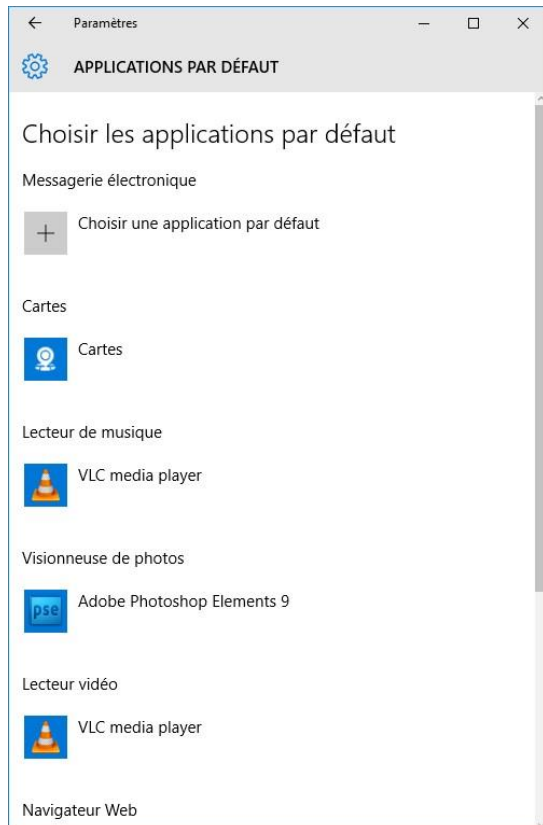 Paramètres
APPLICATIONS PAR DÉFAUT
Choisir les applications par défaut
Messagerie électronique
Choisir une application par défaut
Cartes
Cartes
Lecteur de musique
VLC media player
Visionneuse de photos
pse
Adobe Photoshop Elements 9
Lecteur vidéo
VLC media player
Navigateur Web